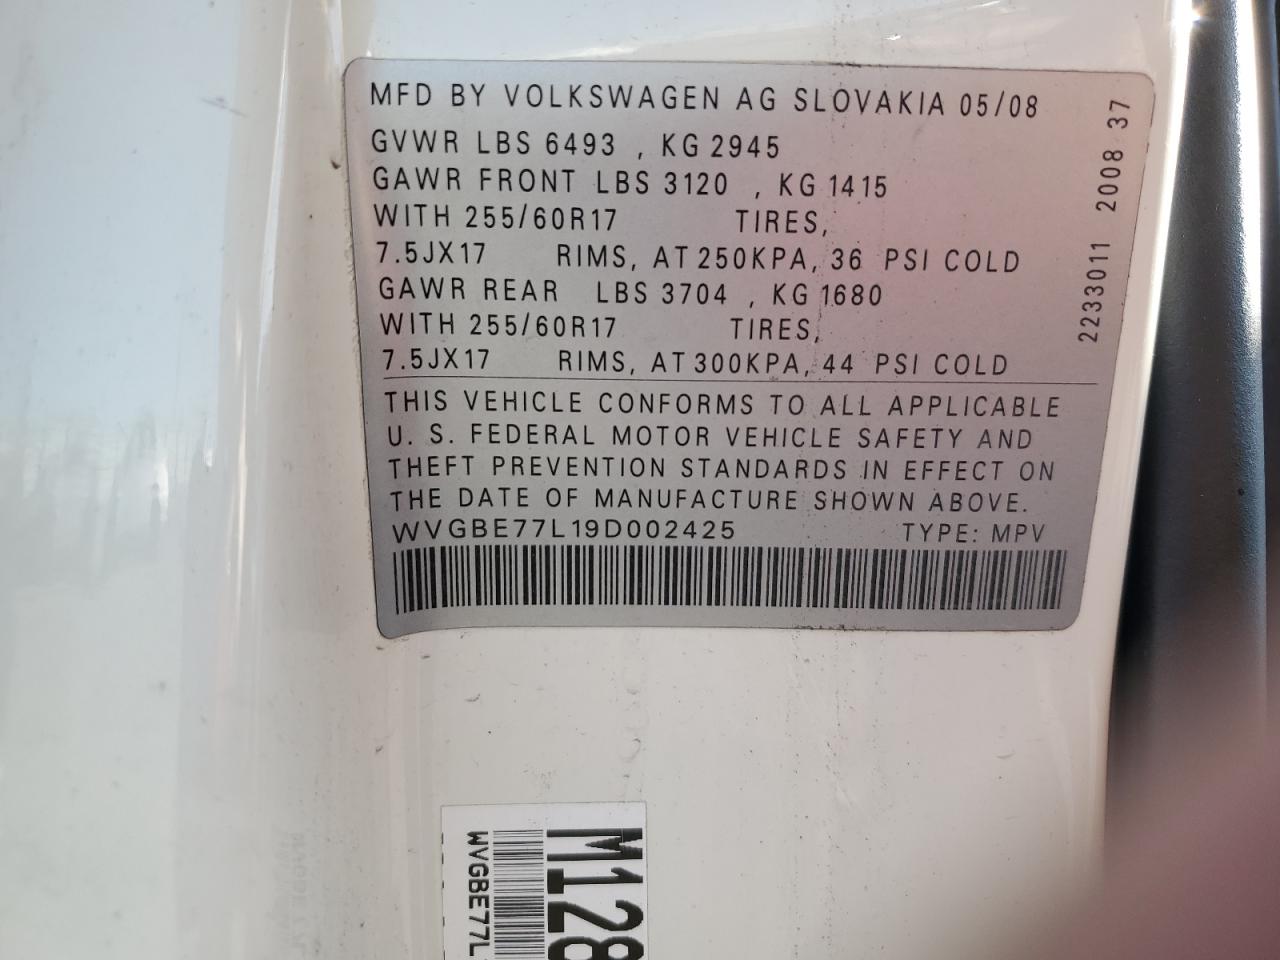 MFD BY VOLKSWAGEN AG SLOVAKIA 05/08
GVWR LBS 6493 , KG 2945
GAWR FRONT LBS 3120 , KG 1415
WITH 255/60R17 TIRES,
7.5JX17 RIMS, AT 250KPA, 36 PSI COLD
GAWR REAR LBS 3704 , KG 1680
WITH 255/60R17 TIRES,
7.5JX17 RIMS, AT 300KPA, 44 PSI COLD
THIS VEHICLE CONFORMS TO ALL APPLICABLE
U. S. FEDERAL MOTOR VEHICLE SAFETY AND
THEFT PREVENTION STANDARDS IN EFFECT ON
THE DATE OF MANUFACTURE SHOWN ABOVE.
WVGBE77L19D002425 TYPE: MPV
2233011 2008 37
M128
WVGBE77L